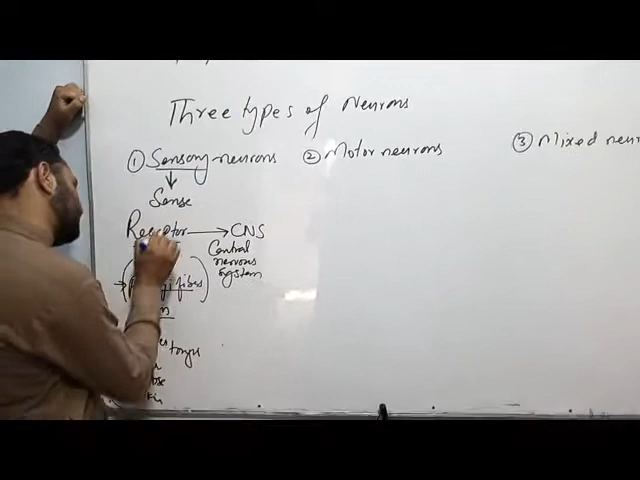 Three types of Neurons
① Sensory neurons
② Motor neurons
③ Mixed neur
Sense
Receptor → CNS
Central
nervous
system
tongue